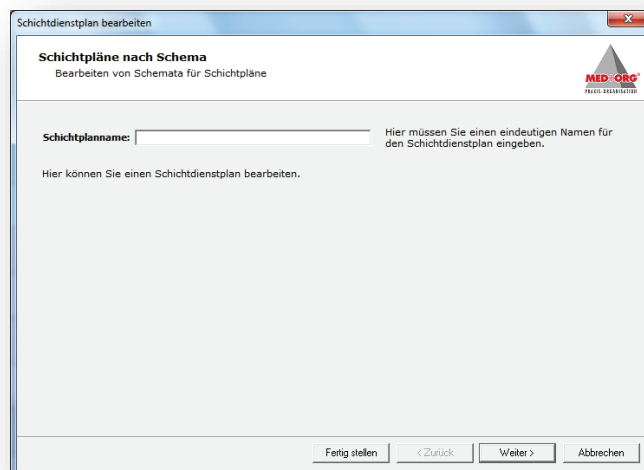 Schichtdienstplan bearbeiten
Schichtpläne nach Schema
Bearbeiten von Schemata für Schichtpläne
MED-ORG®
PRAXIS-ORGANISATION
Schichtplanname:
Hier müssen Sie einen eindeutigen Namen für
den Schichtdienstplan eingeben.
Hier können Sie einen Schichtdienstplan bearbeiten.
Fertig stellen
< Zurück
Weiter >
Abbrechen